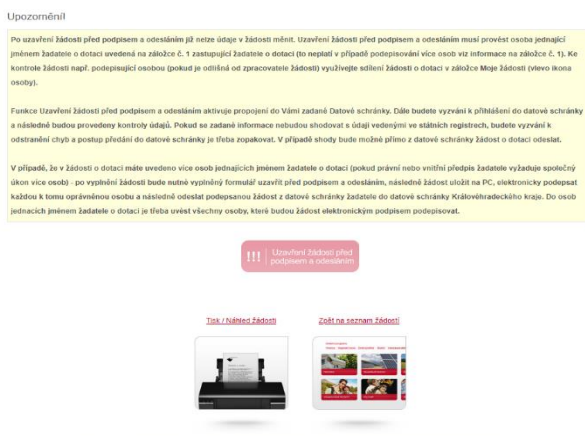 Upozornění!
Po uzavření žádosti před podpisem a odesláním již nelze údaje v žádosti měnit. Uzavření žádosti před podpisem a odesláním musí provést osoba jednající
jménem žadatele o dotaci uvedená na záložce č. 1 zastupující žadatele o dotaci (to neplatí v případě podepisování více osob viz informace na záložce č. 1). Ke
kontrole žádosti např. podepisující osobou (pokud je odlišná od zpracovatele žádosti) využívejte sdílení žádosti o dotaci v záložce Moje žádosti (vlevo ikona
osoby).
Funkce Uzavření žádosti před podpisem a odesláním aktivuje propojení do Vámi zadané Datové schránky. Dále budete vyzváni k přihlášení do datové schránky
a následně budou provedeny kontroly údajů. Pokud se zadané informace nebudou shodovat s údaji vedenými ve státních registrech, budete vyzváni k
odstranění chyb a postup předání do datové schránky je třeba zopakovat. V případě shody bude možné přímo z datové schránky žádost o dotaci odeslat.
V případě, že v žádosti o dotaci máte uvedeno více osob jednajících jménem žadatele o dotaci (pokud právní nebo vnitřní předpis žadatele vyžaduje společný
úkon více osob) - po vyplnění žádosti bude nutné vyplněný formulář uzavřít před podpisem a odesláním, následně žádost uložit na PC, elektronicky podepsat
každou k tomu oprávněnou osobu a následně odeslat podepsanou žádost z datové schránky žadatele do datové schránky Královéhradeckého kraje. Do osob
jednacích jménem žadatele o dotaci je třeba uvést všechny osoby, které budou žádost elektronickým podpisem podepisovat.
!!! Uzavření žádosti před
podpisem a odesláním
Tisk / Náhled žádosti
Zpět na seznam žádostí